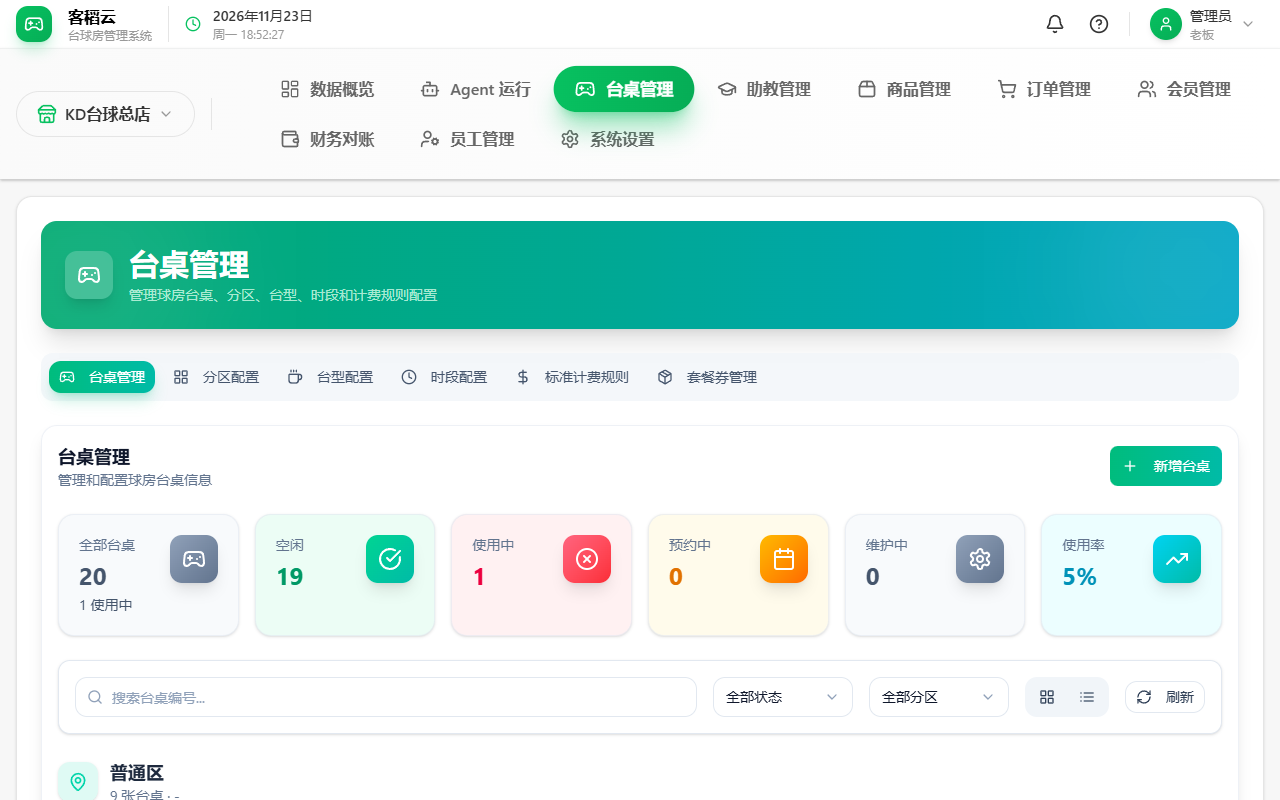 客稻云
台球房管理系统
2026年11月23日
周一 18:52:27
管理员
老板
KD台球总店
数据概览
Agent 运行
台桌管理
助教管理
商品管理
订单管理
会员管理
财务对账
员工管理
系统设置
台桌管理
管理球房台桌、分区、台型、时段和计费规则配置
台桌管理
分区配置
台型配置
时段配置
标准计费规则
套餐券管理
台桌管理
管理和配置球房台桌信息
新增台桌
全部台桌
20
1 使用中
空闲
19
使用中
1
预约中
0
维护中
0
使用率
5%
搜索台桌编号...
全部状态
全部分区
刷新
普通区
9 张台桌 · -